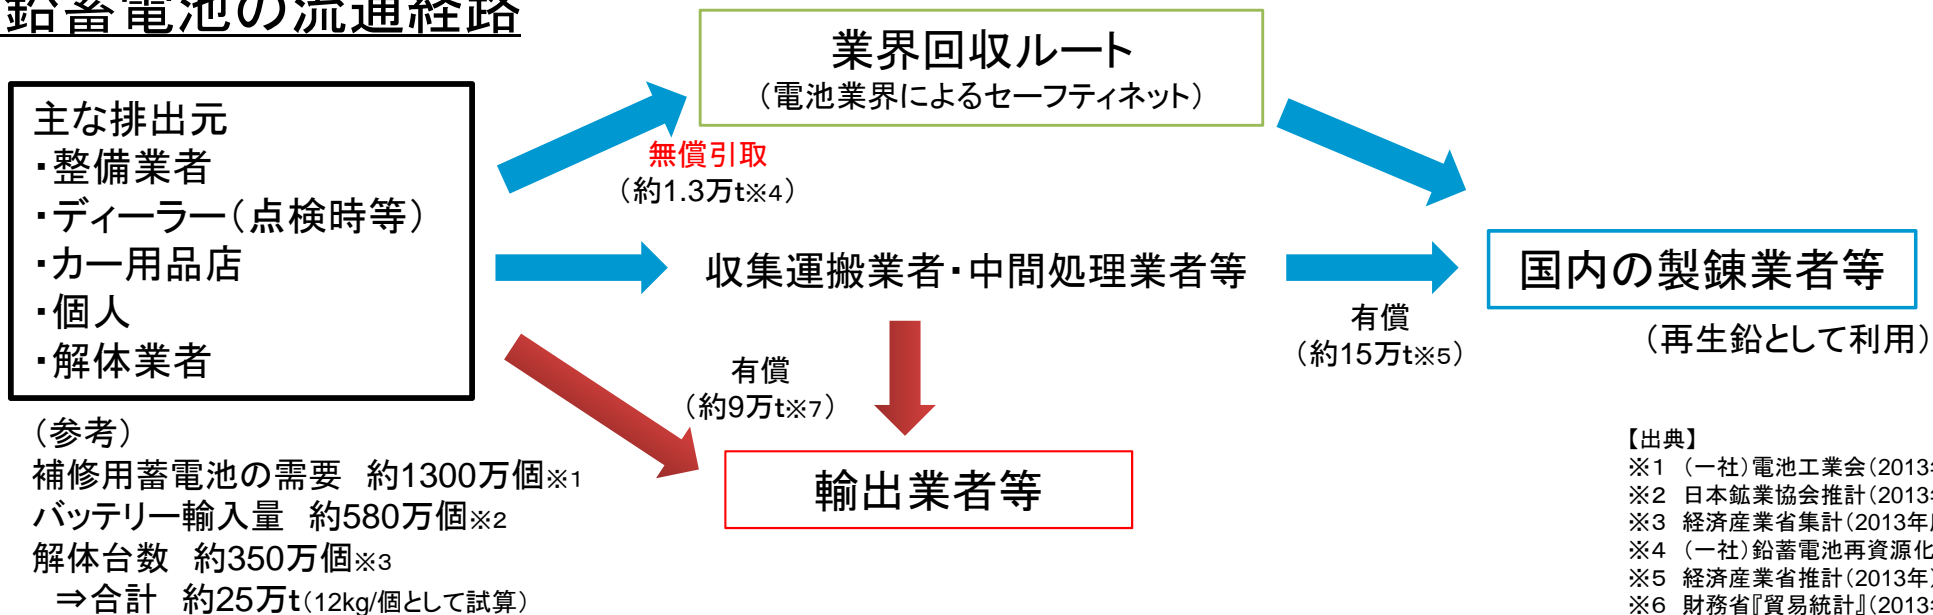 鉛蓄電池の流通経路
主な排出元
・整備業者
・ディーラー（点検時等）
・カー用品店
・個人
・解体業者
（参考）
補修用蓄電池の需要　約1300万個※1
バッテリー輸入量　約580万個※2
解体台数　約350万個※3
⇒合計　約25万t（12kg/個として試算）
業界回収ルート
（電池業界によるセーフティネット）
無償引取
（約1.3万t※4）
収集運搬業者・中間処理業者等
有償
（約9万t※7）
輸出業者等
有償
（約15万t※5）
国内の製錬業者等
（再生鉛として利用）
【出典】
※1　（一社）電池工業会（2013
※2　日本鉱業協会推計（2013
※3　経済産業省集計（2013年
※4　（一社）鉛蓄電池再資源化
※5　経済産業省推計（2013年）
※6　財務省『貿易統計』（2013